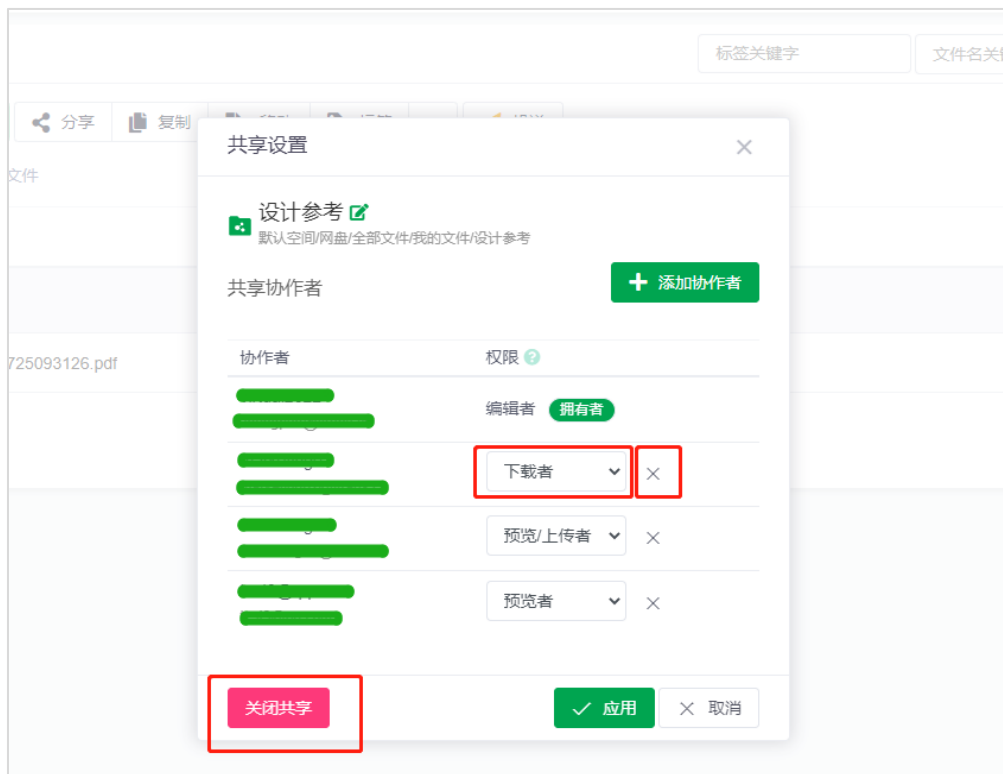 标签关键字
文件名关
分享
复制
共享设置
文件
设计参考
默认空间/网盘/全部文件/我的文件/设计参考
共享协作者
添加协作者
协作者
权限
725093126.pdf
编辑者
拥有者
下载者
预览/上传者
预览者
关闭共享
应用
取消